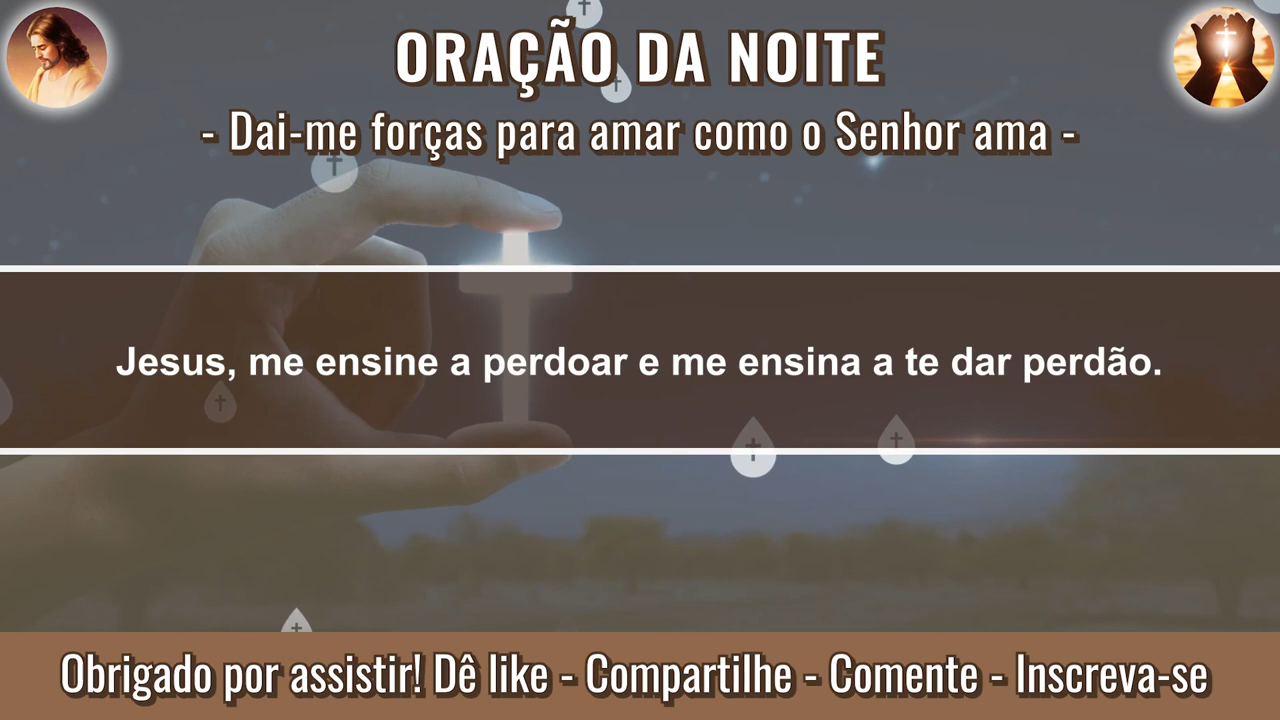 ORAÇÃO DA NOITE
- Dai-me forças para amar como o Senhor ama -
Jesus, me ensine a perdoar e me ensina a te dar perdão.
Obrigado por assistir! Dê like - Compartilhe - Comente - Inscreva-se